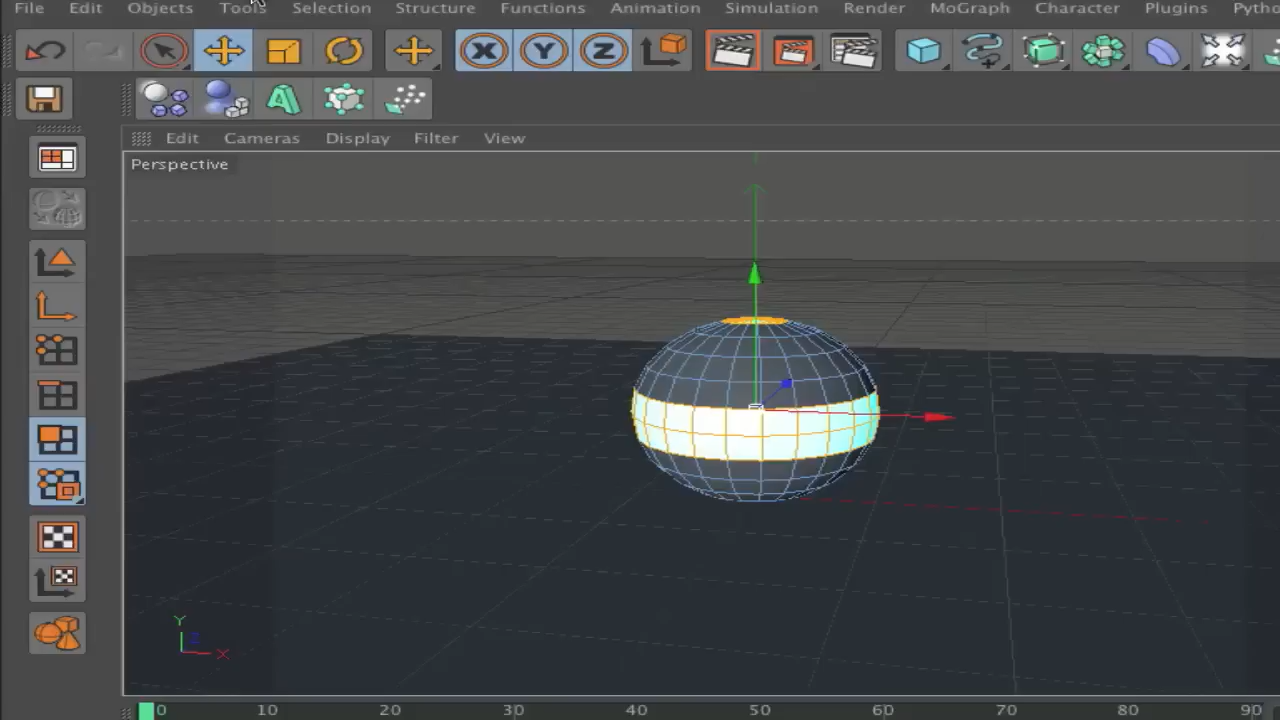 File Edit Objects Tools Selection Structure Functions Animation Simulation Render MoGraph Character Plugins Pytho
X Y Z
Edit Cameras Display Filter View
Perspective
Y
Z
X
0 10 20 30 40 50 60 70 80 90